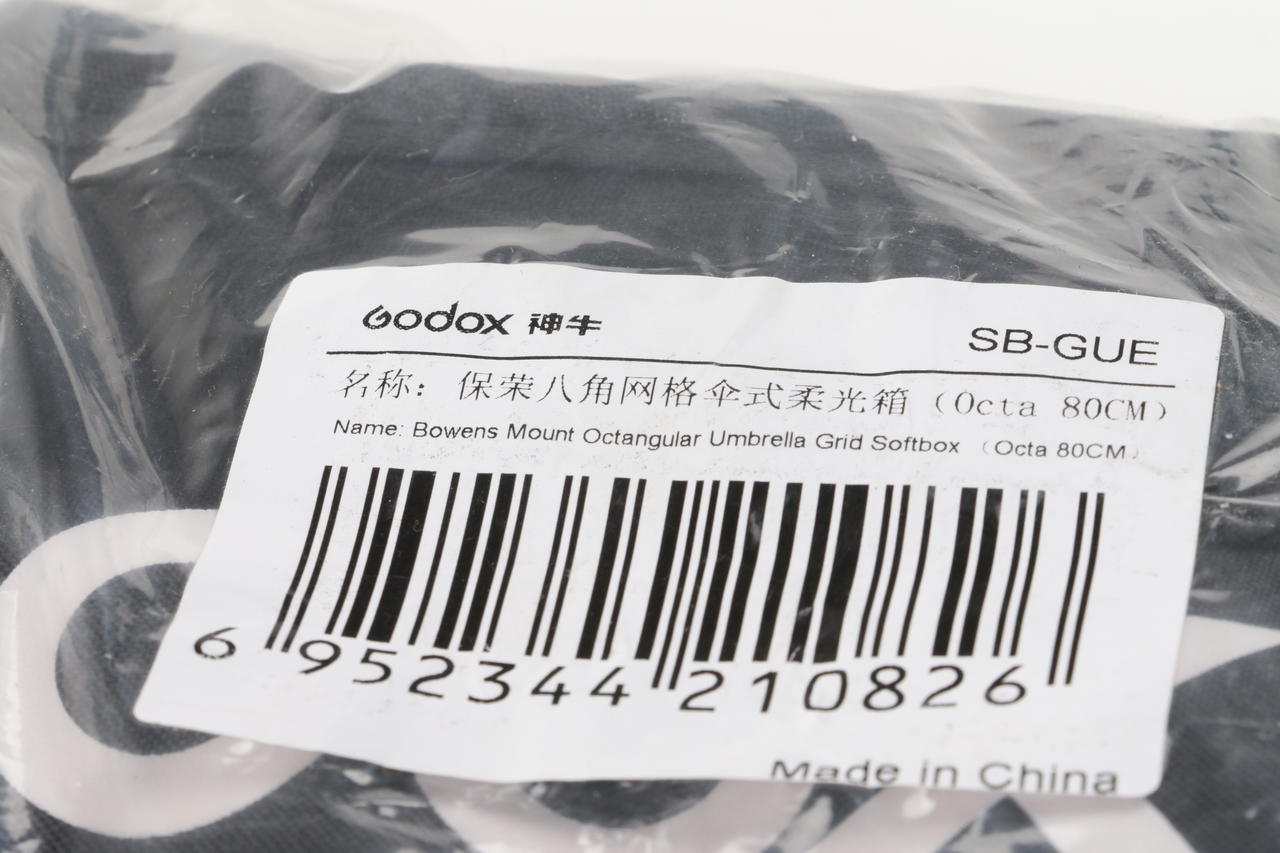 Godox 神牛
SB-GUE
名称：保荣八角网格伞式柔光箱（Octa 80CM）
Name: Bowens Mount Octangular Umbrella Grid Softbox （Octa 80CM）
6 952344 210826
Made in China